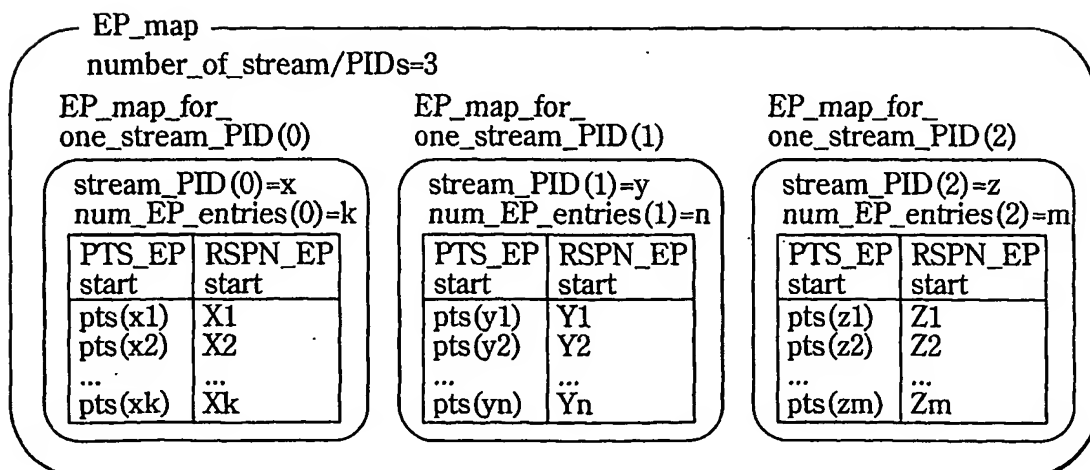 EP_map
number_of_stream/PIDs=3
EP_map_for_
one_stream_PID(0)
stream_PID(0)=x
num_EP_entries(0)=k
PTS_EP RSPN_EP
start start
pts(x1) X1
pts(x2) X2
... ...
pts(xk) Xk
EP_map_for_
one_stream_PID(1)
stream_PID(1)=y
num_EP_entries(1)=n
PTS_EP RSPN_EP
start start
pts(y1) Y1
pts(y2) Y2
... ...
pts(yn) Yn
EP_map_for_
one_stream_PID(2)
stream_PID(2)=z
num_EP_entries(2)=m
PTS_EP RSPN_EP
start start
pts(z1) Z1
pts(z2) Z2
... ...
pts(zm) Zm